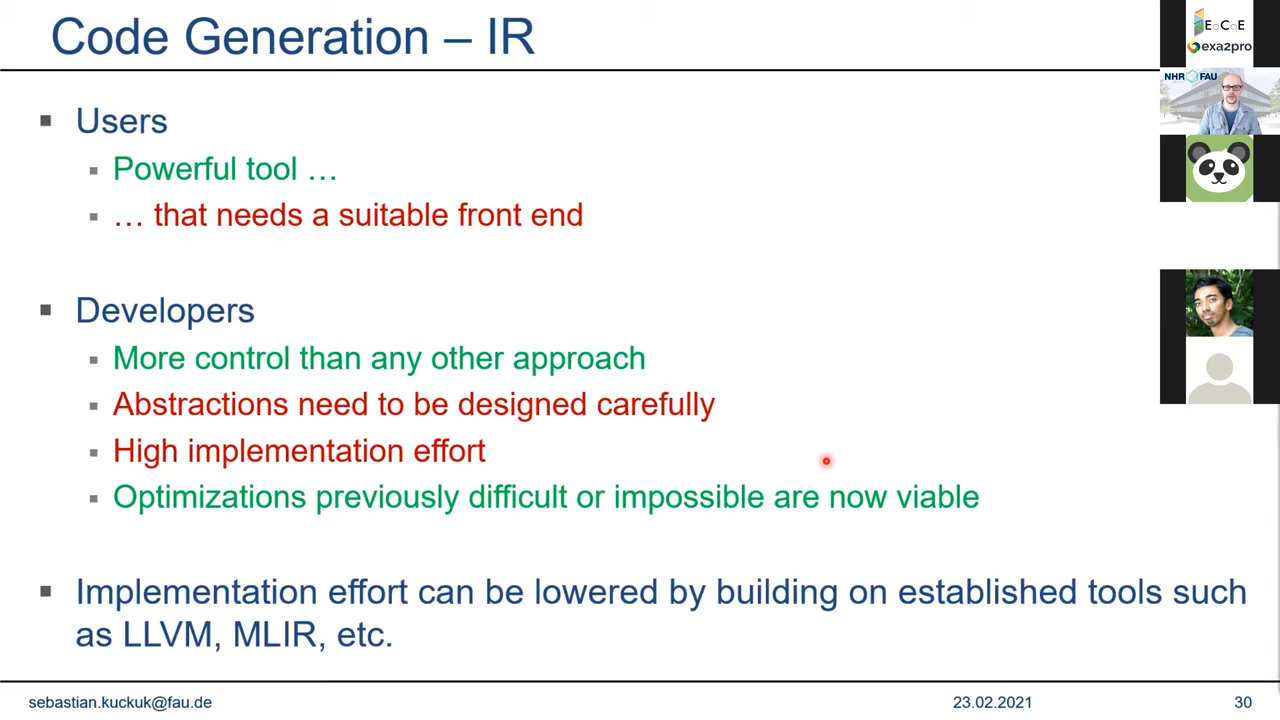 Code Generation – IR
EoCoE
exa2pro
NHR FAU
Users
Powerful tool …
… that needs a suitable front end
Developers
More control than any other approach
Abstractions need to be designed carefully
High implementation effort
Optimizations previously difficult or impossible are now viable
Implementation effort can be lowered by building on established tools such
as LLVM, MLIR, etc.
sebastian.kuckuk@fau.de
23.02.2021
30